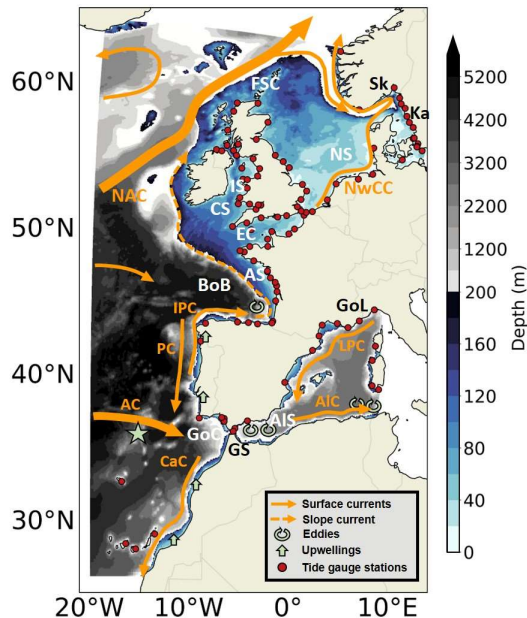 60°N
50°N
40°N
30°N
20°W
10°W
0°
10°E
FSC
Sk
Ka
NS
NAC
IS
CS
NwCC
EC
AS
BoB
IPC
GoL
PC
LPC
AC
AlC
AlS
GoC
GS
CaC
Surface currents
Slope current
Eddies
Upwellings
Tide gauge stations
5200
4200
3200
2200
1200
200
160
120
80
40
0
Depth (m)